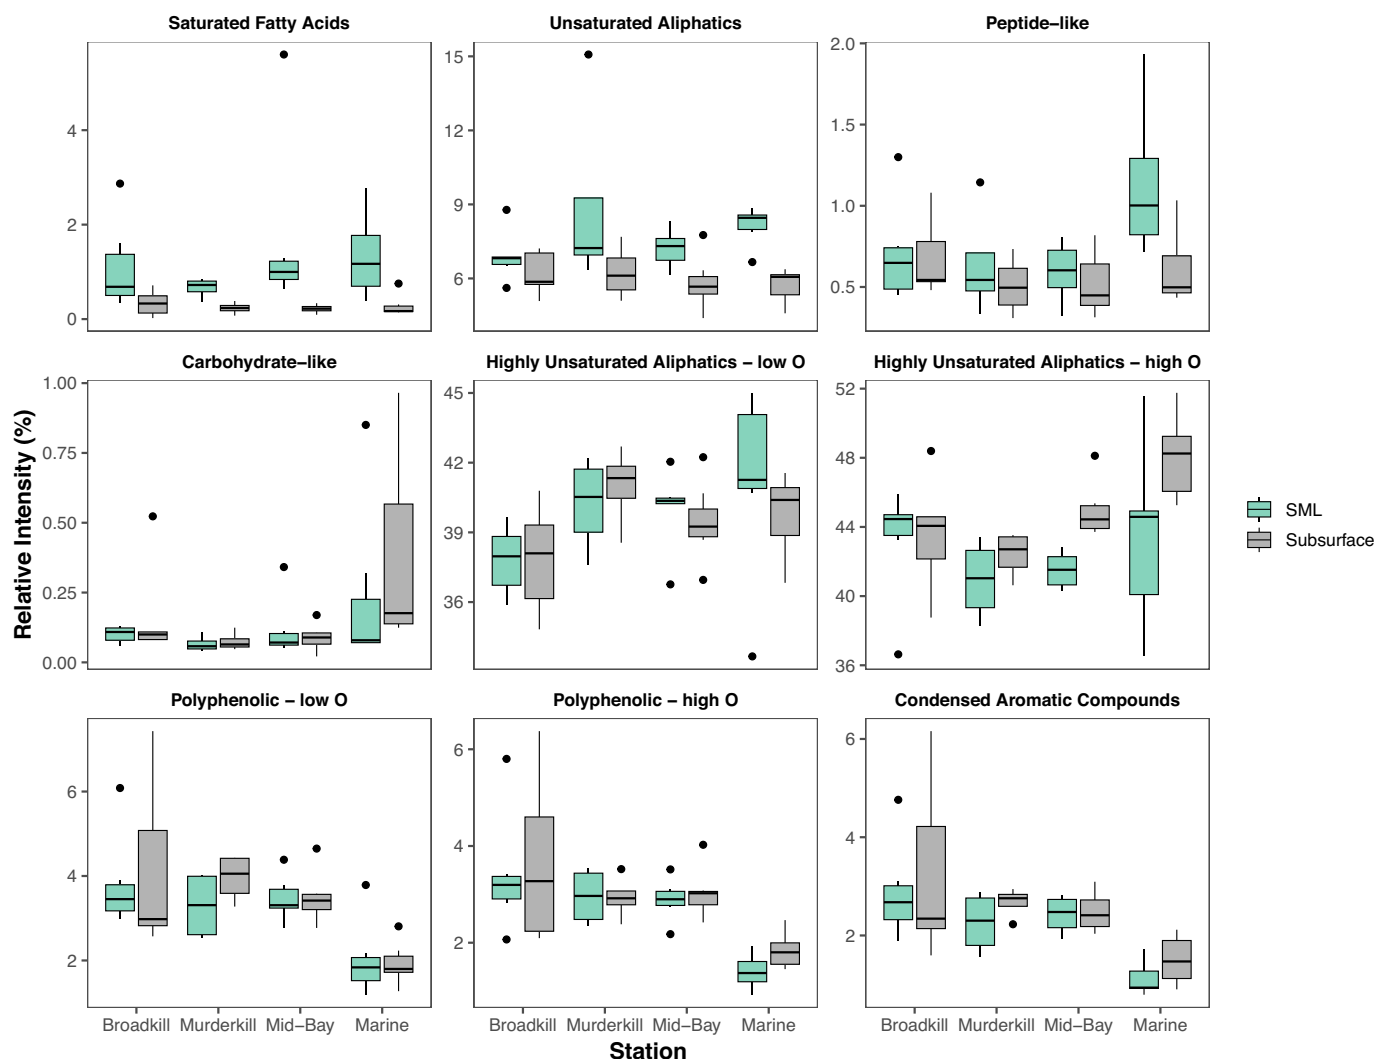 Saturated Fatty Acids
Unsaturated Aliphatics
Peptide−like
4
2
0
15
12
9
6
2.0
1.5
1.0
0.5
Carbohydrate−like
Highly Unsaturated Aliphatics − low O
Highly Unsaturated Aliphatics − high O
1.00
0.75
0.50
0.25
0.00
45
42
39
36
52
48
44
40
36
Relative Intensity (%)
SML
Subsurface
Polyphenolic − low O
Polyphenolic − high O
Condensed Aromatic Compounds
6
4
2
6
4
2
6
4
2
Broadkill Murderkill Mid−Bay Marine
Broadkill Murderkill Mid−Bay Marine
Broadkill Murderkill Mid−Bay Marine
Station